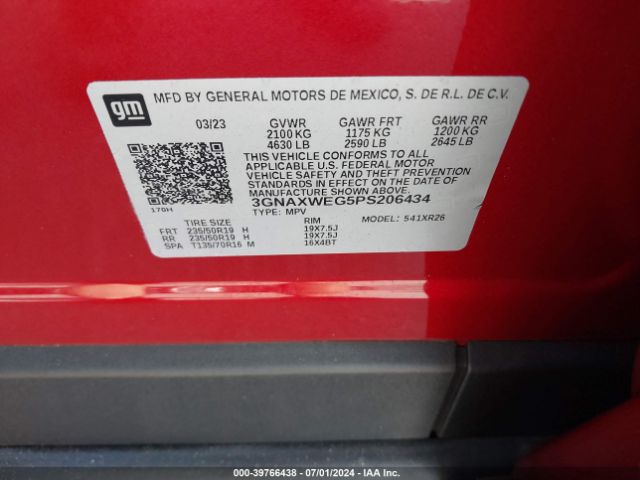 gm
MFD BY GENERAL MOTORS DE MEXICO, S. DE R.L. DE C.V.
03/23 GVWR GAWR FRT GAWR RR
2100 KG 1175 KG 1200 KG
4630 LB 2590 LB 2645 LB
THIS VEHICLE CONFORMS TO ALL
APPLICABLE U.S. FEDERAL MOTOR
VEHICLE SAFETY AND THEFT
PREVENTION STANDARDS IN
EFFECT ON THE DATE OF
MANUFACTURE SHOWN ABOVE.
3GNAXWEG5PS206434
170H TYPE: MPV MODEL: 541XR26
TIRE SIZE RIM
FRT 235/50R19 H 19X7.5J
RR 235/50R19 H 19X7.5J
SPA T135/70R16 M 16X4BT
0-00 - 39766438 - 07/01/2024 - IAA Inc.